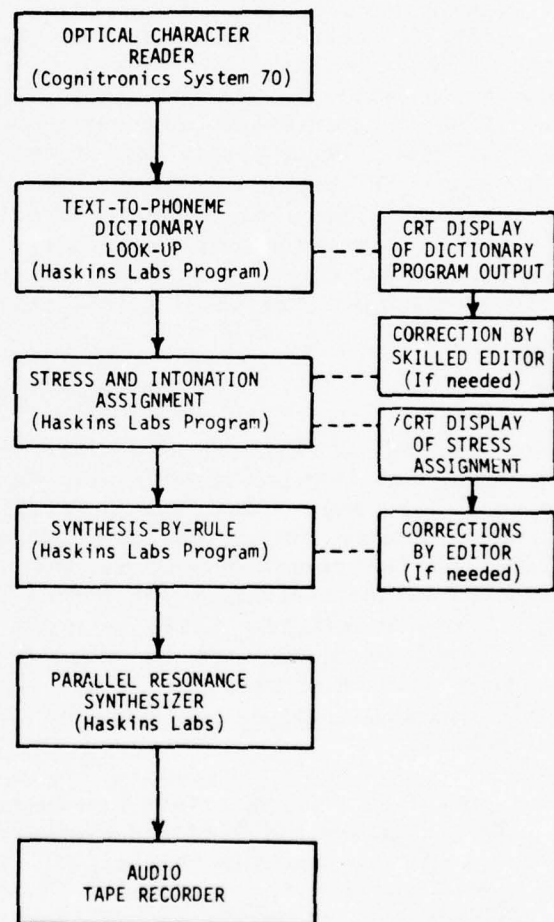 OPTICAL CHARACTER
READER
(Cognitronics System 70)
TEXT-TO-PHONEME
DICTIONARY
LOOK-UP
(Haskins Labs Program)
CRT DISPLAY
OF DICTIONARY
PROGRAM OUTPUT
CORRECTION BY
SKILLED EDITOR
(If needed)
STRESS AND INTONATION
ASSIGNMENT
(Haskins Labs Program)
CRT DISPLAY
OF STRESS
ASSIGNMENT
SYNTHESIS-BY-RULE
(Haskins Labs Program)
CORRECTIONS
BY EDITOR
(If needed)
PARALLEL RESONANCE
SYNTHESIZER
(Haskins Labs)
AUDIO
TAPE RECORDER